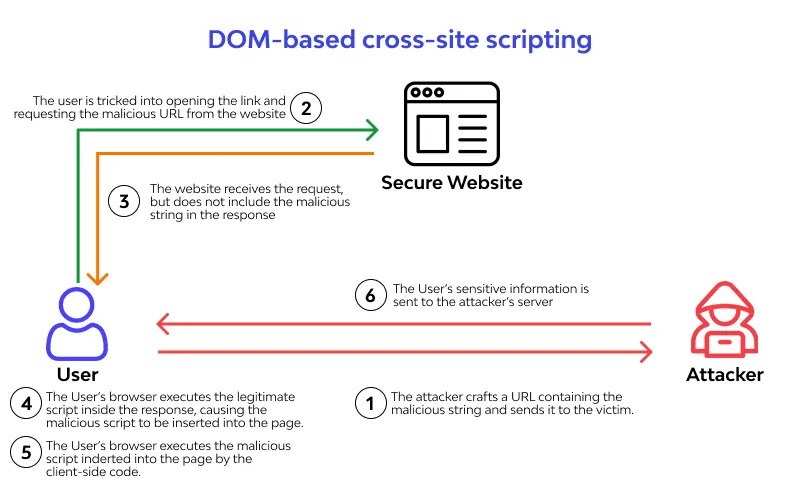 DOM-based cross-site scripting
The user is tricked into opening the link and
requesting the malicious URL from the website
2
Secure Website
3
The website receives the request,
but does not include the malicious
string in the response
6
The User's sensitive information is
sent to the attacker's server
User
Attacker
4
The User's browser executes the legitimate
script inside the response, causing the
malicious script to be inserted into the page.
1
The attacker crafts a URL containing the
malicious string and sends it to the victim.
5
The User's browser executes the malicious
script inderted into the page by the
client-side code.